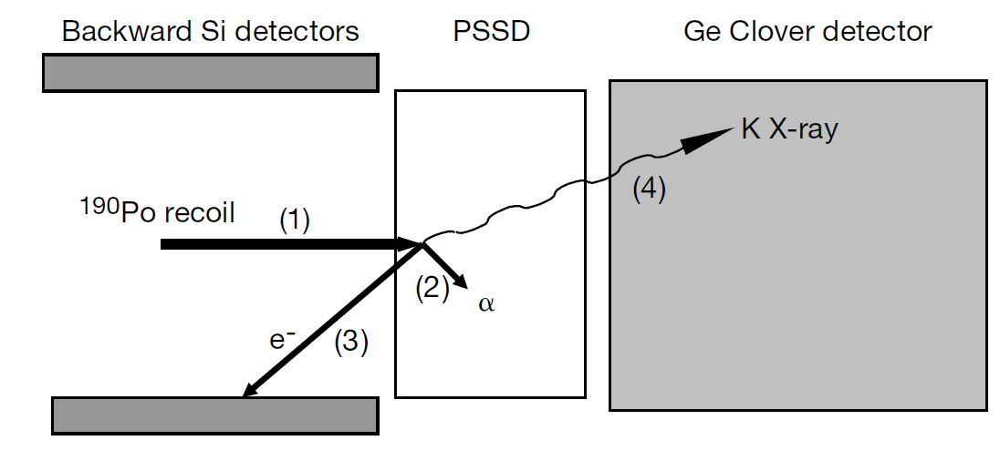 Backward Si detectors
PSSD
Ge Clover detector
K X-ray
(4)
190Po recoil
(1)
(2)
α
e-
(3)